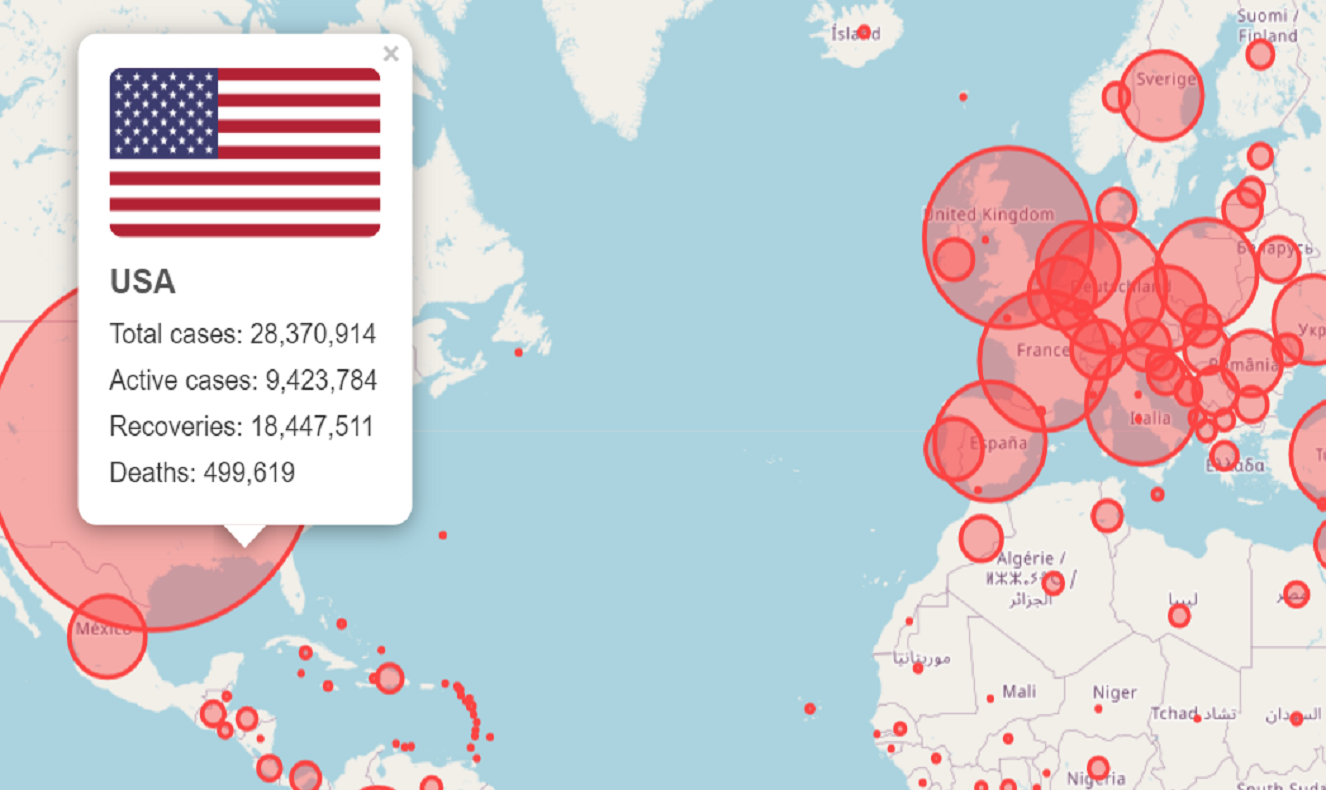 ×
USA
Total cases: 28,370,914
Active cases: 9,423,784
Recoveries: 18,447,511
Deaths: 499,619
Ísland
Suomi /
Finland
Sverige
United Kingdom
Беларусь
Deutschland
Укр
France
România
Italia
España
Ελλάδα
México
Algérie /
الجزائر
ليبيا
مصر
موريتانيا
Mali
Niger
Tchad تشاد
السودان
Nigeria
South Suda